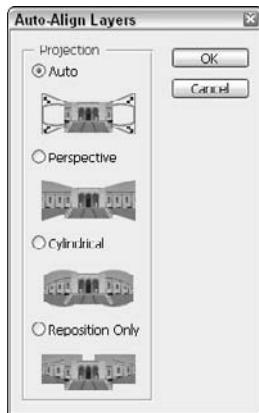 Auto-Align Layers
Projection
Auto
Perspective
Cylindrical
Reposition Only
OK
Cancel